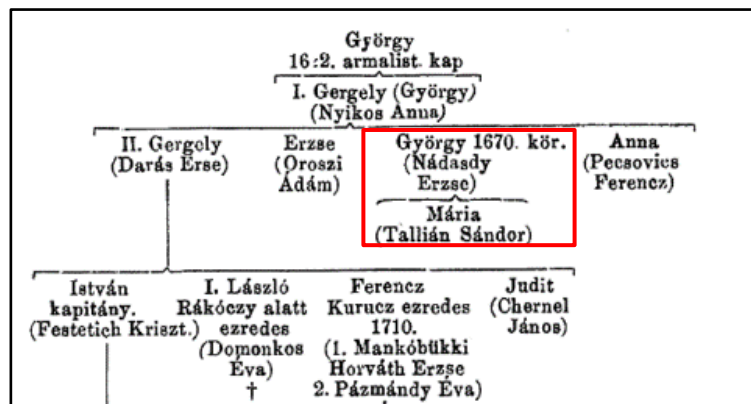 György
16:2. armalist. kap
I. Gergely (György)
(Nyikos Anna)
II. Gergely
(Darás Erse)
Erzse
(Oroszi
Ádám)
György 1670. kör.
(Nádasdy
Erzse)
Mária
(Tallián Sándor)
Anna
(Pecsovics
Ferencz)
István
kapitány.
(Festetich Kriszt.)
I. László
Rákóczy alatt
ezredes
(Domonkos
Éva)
†
Ferencz
Kurucz ezredes
1710.
(1. Mankóbükki
Horváth Erzse
2. Pázmándy Éva)
Judit
(Chernel
János)